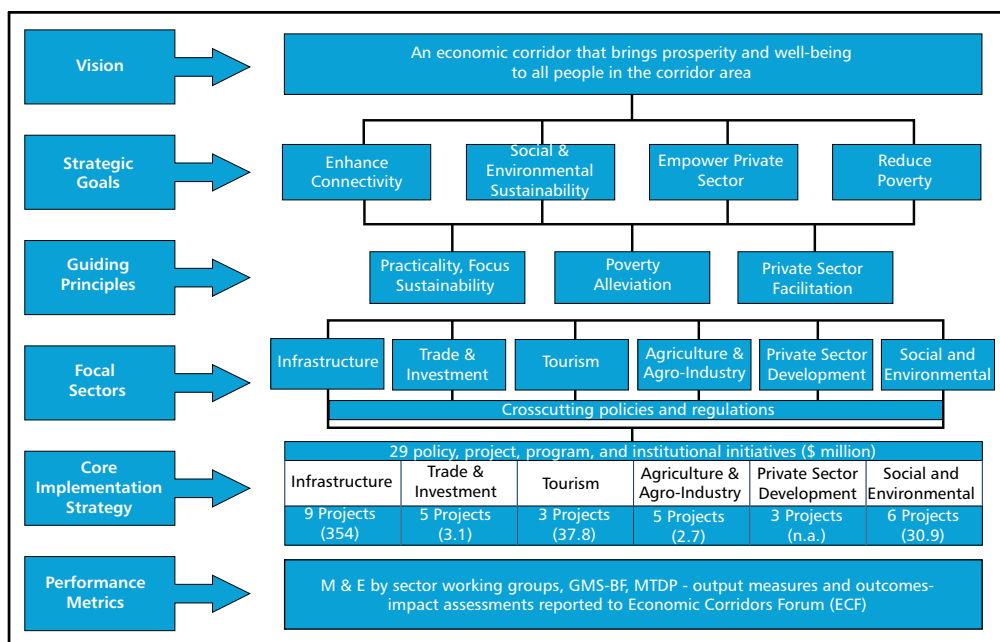 Vision
An economic corridor that brings prosperity and well-being
to all people in the corridor area
Strategic
Goals
Enhance
Connectivity
Social &
Environmental
Sustainability
Empower Private
Sector
Reduce
Poverty
Guiding
Principles
Practicality, Focus
Sustainability
Poverty
Alleviation
Private Sector
Facilitation
Focal
Sectors
Infrastructure
Trade &
Investment
Tourism
Agriculture &
Agro-Industry
Private Sector
Development
Social and
Environmental
Crosscutting policies and regulations
Core
Implementation
Strategy
29 policy, project, program, and institutional initiatives ($ million)
Infrastructure
Trade &
Investment
Tourism
Agriculture &
Agro-Industry
Private Sector
Development
Social and
Environmental
9 Projects
(354)
5 Projects
(3.1)
3 Projects
(37.8)
5 Projects
(2.7)
3 Projects
(n.a.)
6 Projects
(30.9)
Performance
Metrics
M & E by sector working groups, GMS-BF, MTDP - output measures and outcomes-
impact assessments reported to Economic Corridors Forum (ECF)